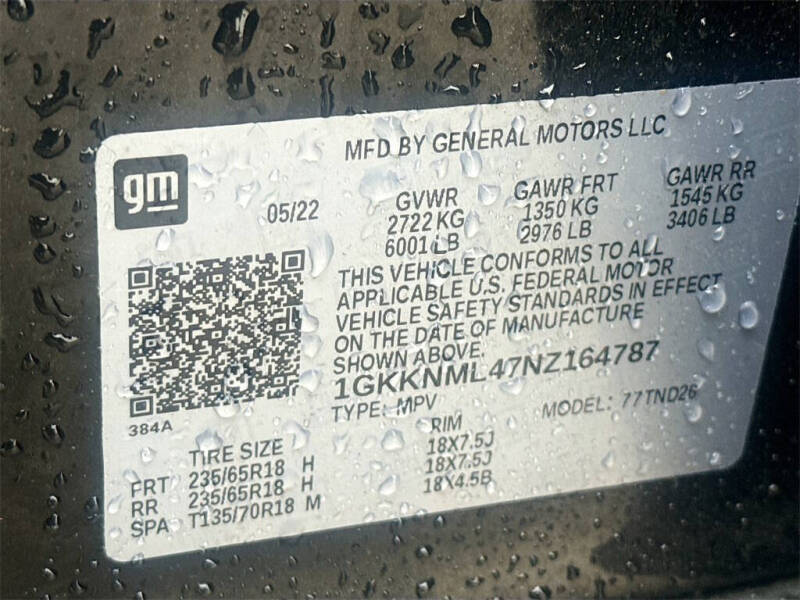 MFD BY GENERAL MOTORS LLC
gm
05/22
GVWR
2722 KG
6001 LB
GAWR FRT
1350 KG
2976 LB
GAWR RR
1545 KG
3406 LB
THIS VEHICLE CONFORMS TO ALL
APPLICABLE U.S. FEDERAL MOTOR
VEHICLE SAFETY STANDARDS IN EFFECT
ON THE DATE OF MANUFACTURE
SHOWN ABOVE.
1GKKNML47NZ164787
TYPE: MPV
MODEL: 77TND26
384A
TIRE SIZE RIM
FRT 235/65R18 H 18X7.5J
RR 235/65R18 H 18X7.5J
SPA T135/70R18 M 18X4.5B